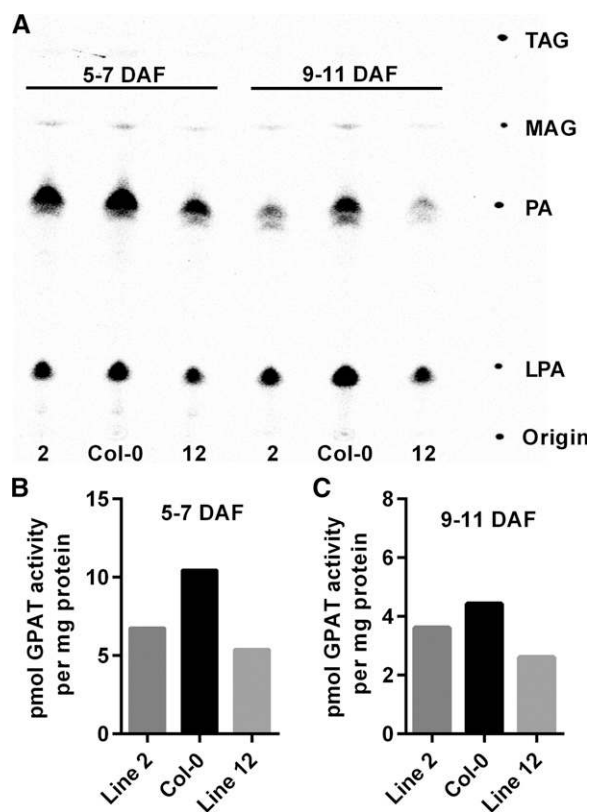 A
TAG
5-7 DAF 9-11 DAF
MAG
PA
LPA
Origin
2 Col-0 12 2 Col-0 12
B
5-7 DAF
pmol GPAT activity
per mg protein
15
10
5
0
Line 2 Col-0 Line 12
C
9-11 DAF
pmol GPAT activity
per mg protein
8
6
4
2
0
Line 2 Col-0 Line 12